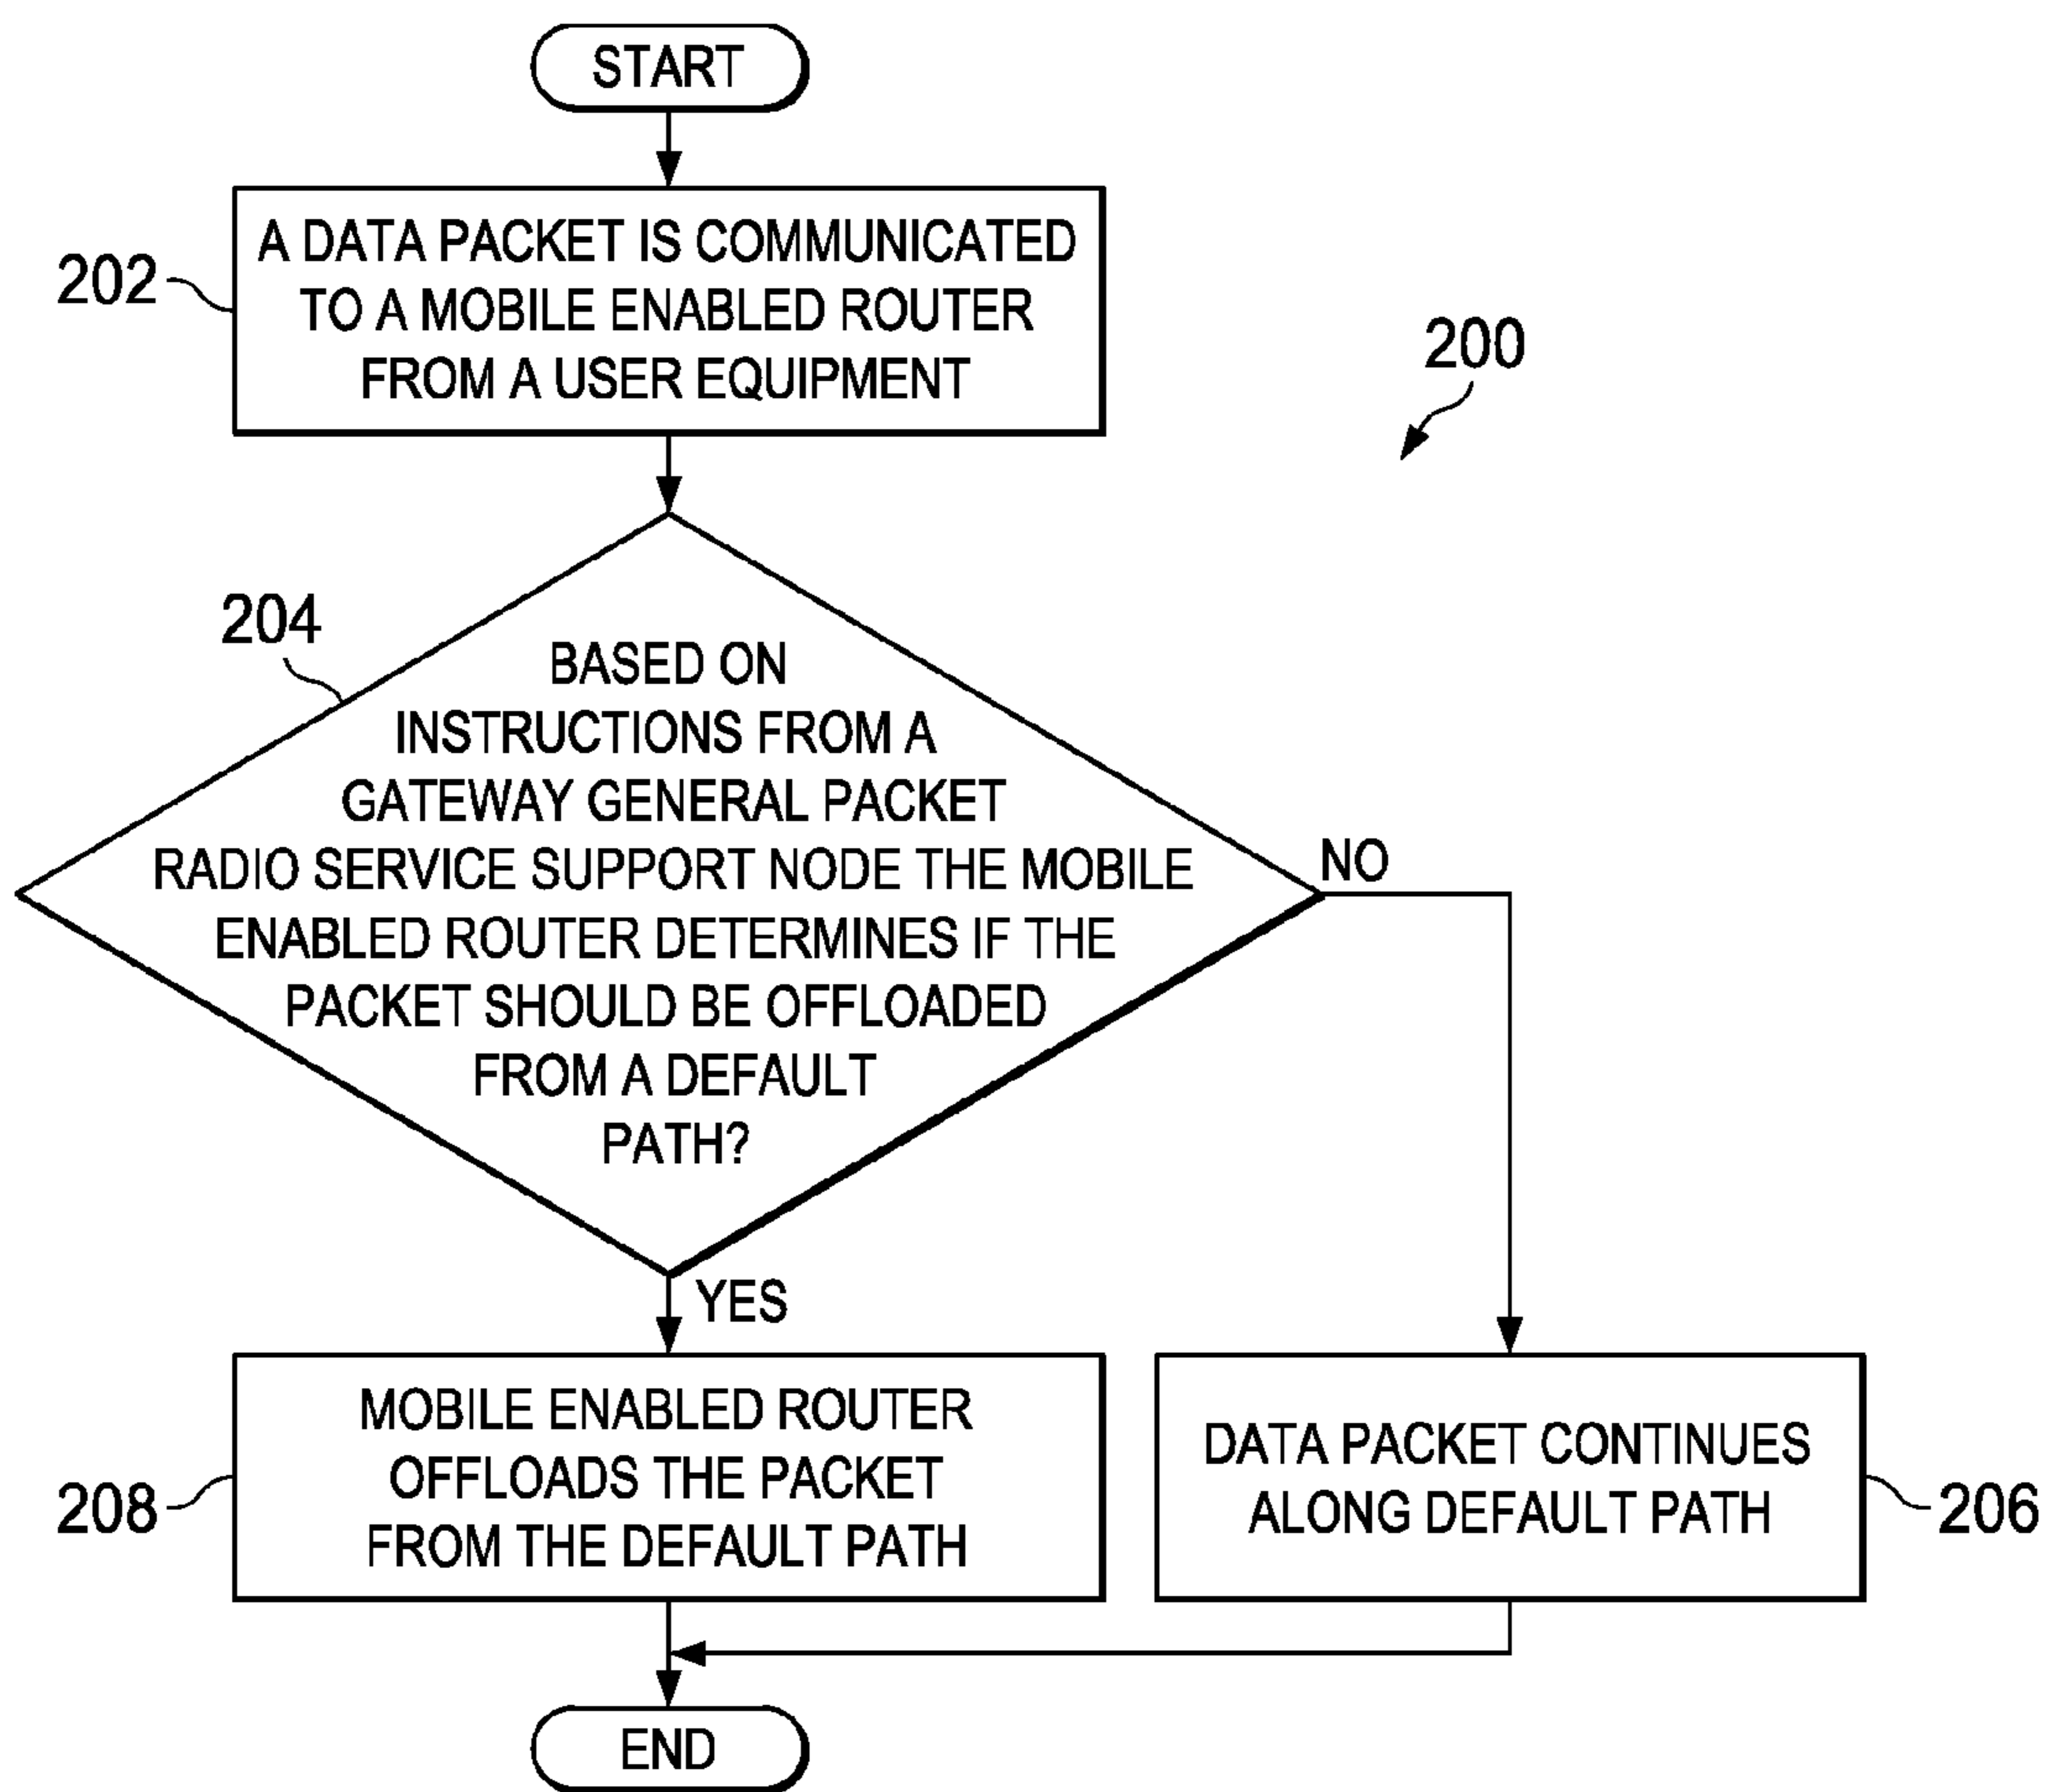 START
202
A DATA PACKET IS COMMUNICATED
TO A MOBILE ENABLED ROUTER
FROM A USER EQUIPMENT
200
204
BASED ON
INSTRUCTIONS FROM A
GATEWAY GENERAL PACKET
RADIO SERVICE SUPPORT NODE THE MOBILE
ENABLED ROUTER DETERMINES IF THE
PACKET SHOULD BE OFFLOADED
FROM A DEFAULT
PATH?
NO
YES
208
MOBILE ENABLED ROUTER
OFFLOADS THE PACKET
FROM THE DEFAULT PATH
DATA PACKET CONTINUES
ALONG DEFAULT PATH
206
END